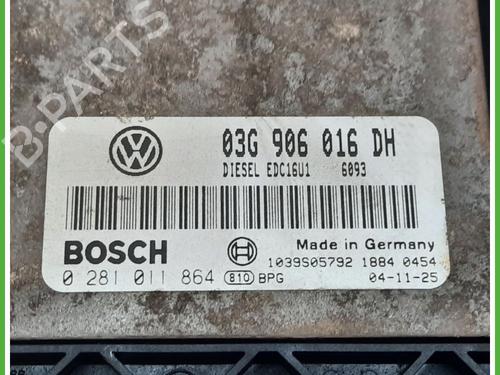 B-PARTS
03G 906 016 DH
DIESEL EDC16U1 6093
BOSCH
Made in Germany
1039S05792 1884 0454
0 281 011 864 810 BPG 04-11-25